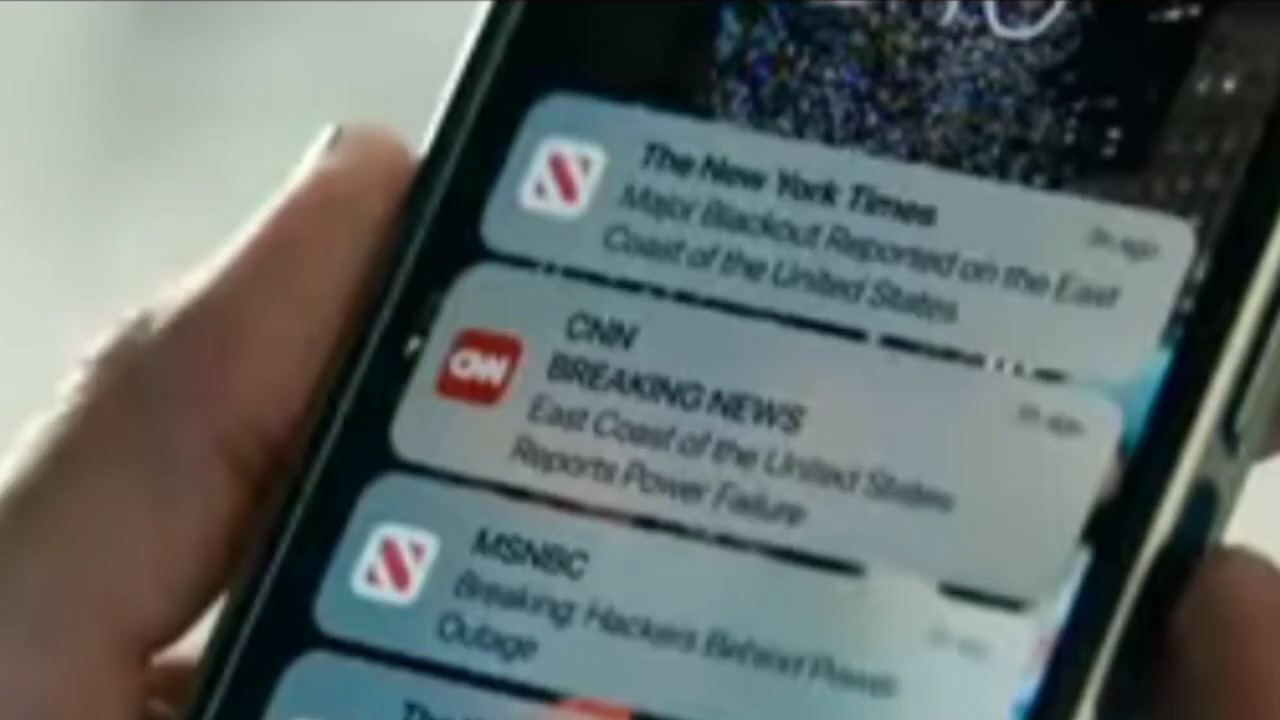 The New York Times
Major Blackout Reported on the East
Coast of the United States
CNN
CNN
BREAKING NEWS
East Coast of the United States
Reports Power Failure
MSNBC
Breaking: Hackers Behind Power
Outage
The